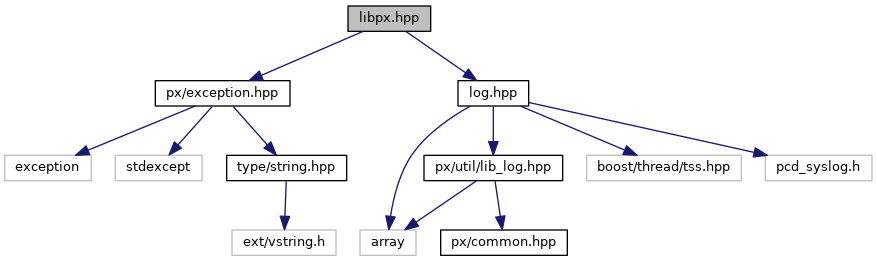 libpx.hpp
px/exception.hpp
log.hpp
exception
stdexcept
type/string.hpp
px/util/lib_log.hpp
boost/thread/tss.hpp
pcd_syslog.h
ext/vstring.h
array
px/common.hpp